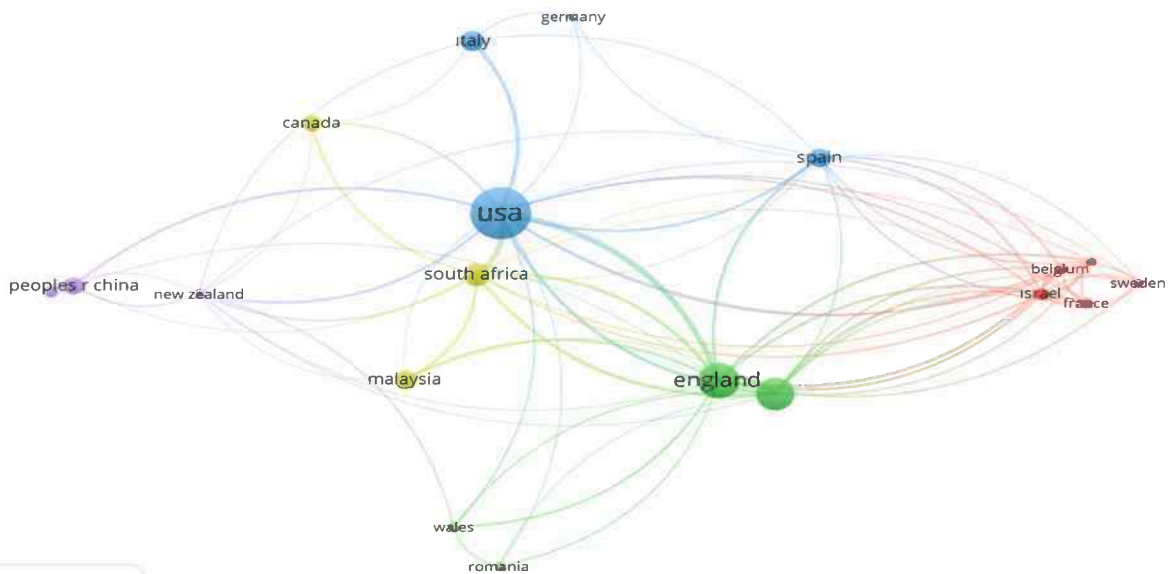 germany
italy
canada
spain
usa
belgium
south africa
sweden
peoples r china
new zealand
israel
france
malaysia
england
wales
romania